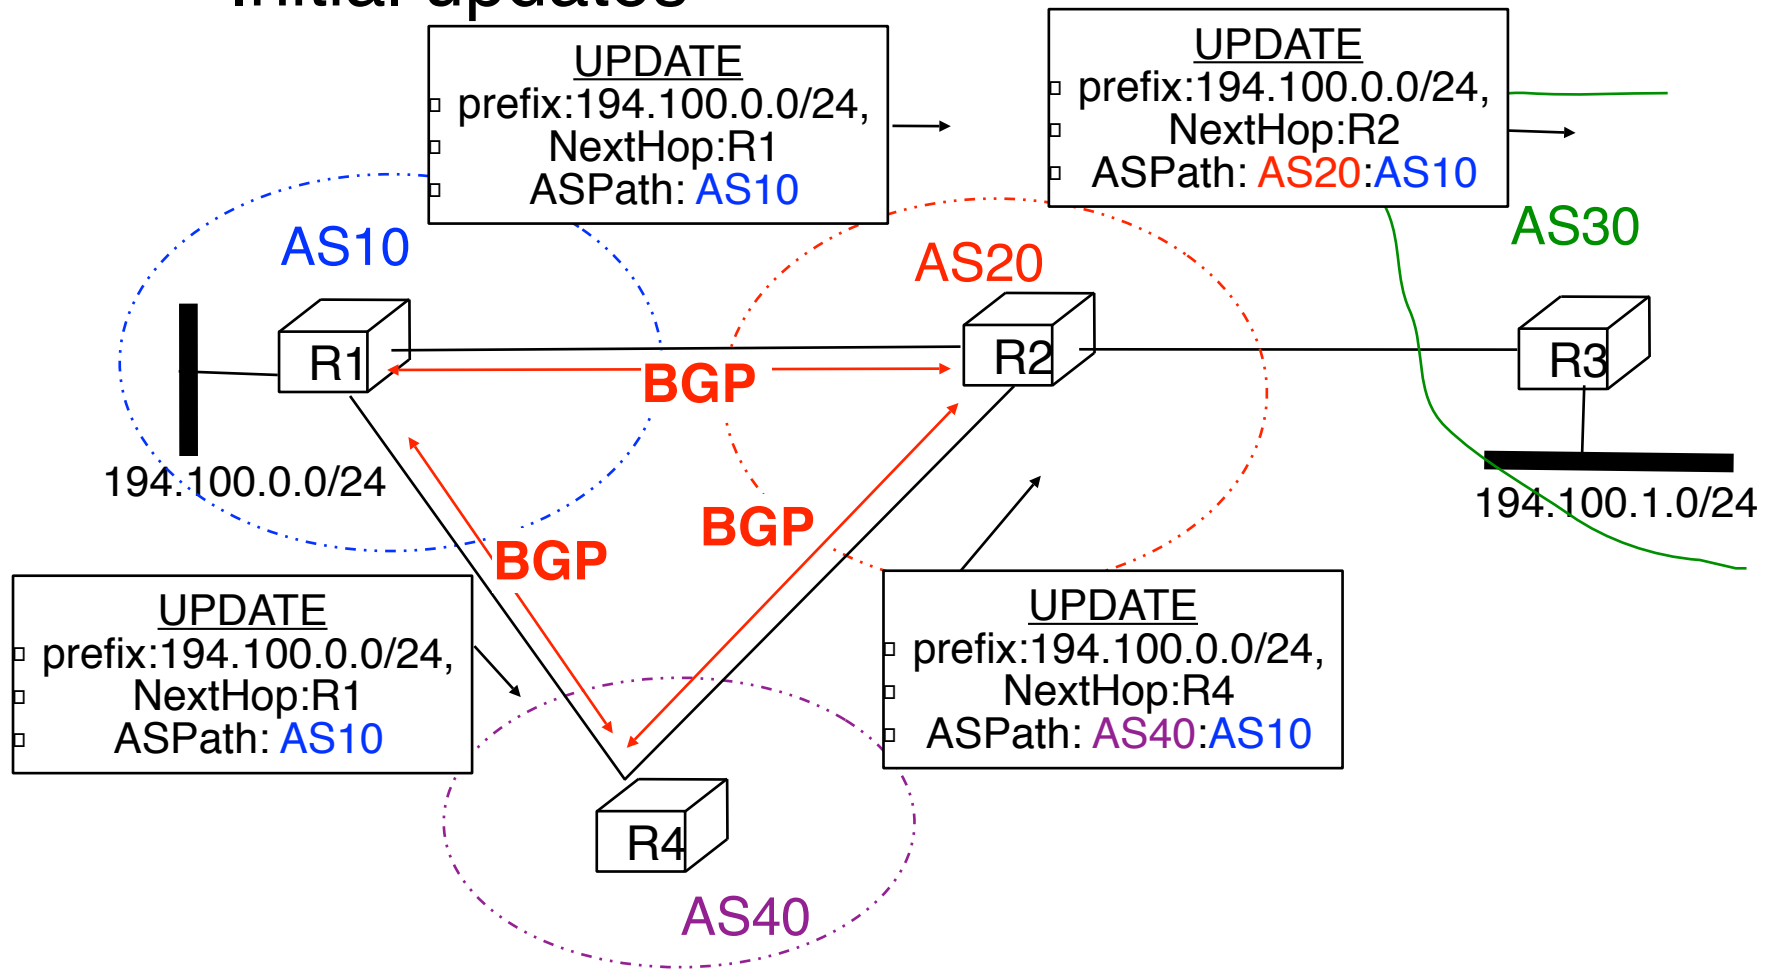 Initial updates
UPDATE
prefix:194.100.0.0/24,
NextHop:R1
ASPath: AS10
UPDATE
prefix:194.100.0.0/24,
NextHop:R2
ASPath: AS20:AS10
AS10
AS20
AS30
R1
R2
R3
BGP
194.100.0.0/24
194.100.1.0/24
BGP
BGP
UPDATE
prefix:194.100.0.0/24,
NextHop:R1
ASPath: AS10
UPDATE
prefix:194.100.0.0/24,
NextHop:R4
ASPath: AS40:AS10
R4
AS40